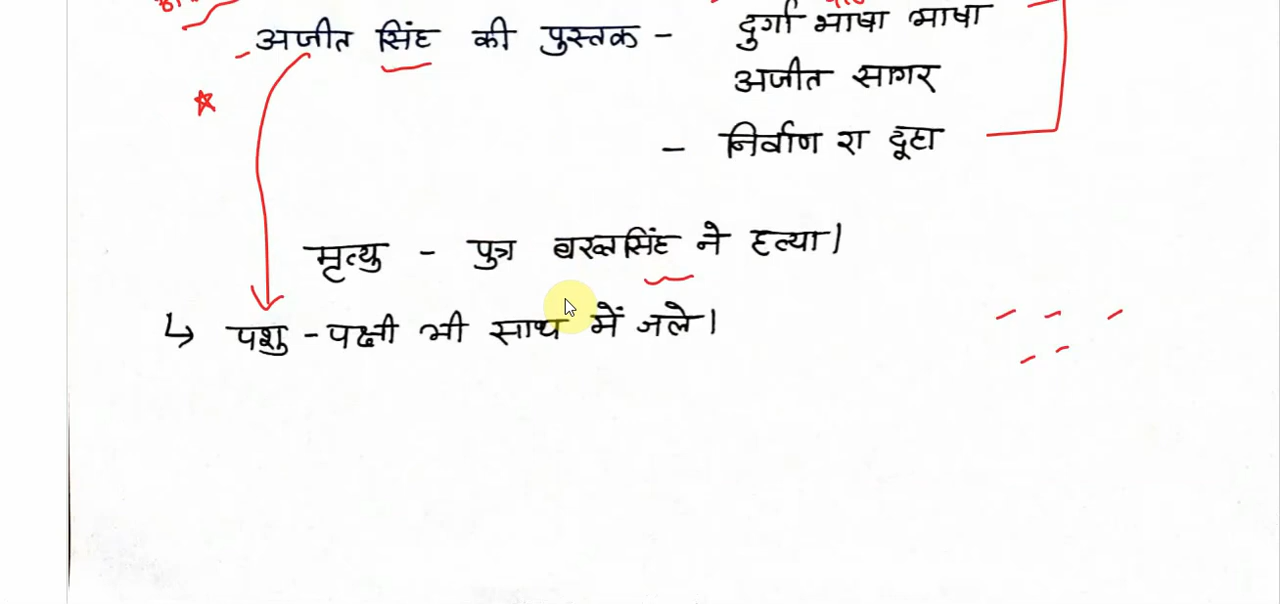 अजीत सिंह की पुस्तक - दुर्गा भाषा भाषा
अजीत सागर
- निर्वाण रा दूहा
मृत्यु - पुत्र बख्तसिंह ने हत्या।
↳ पशु - पक्षी भी साथ में जले।